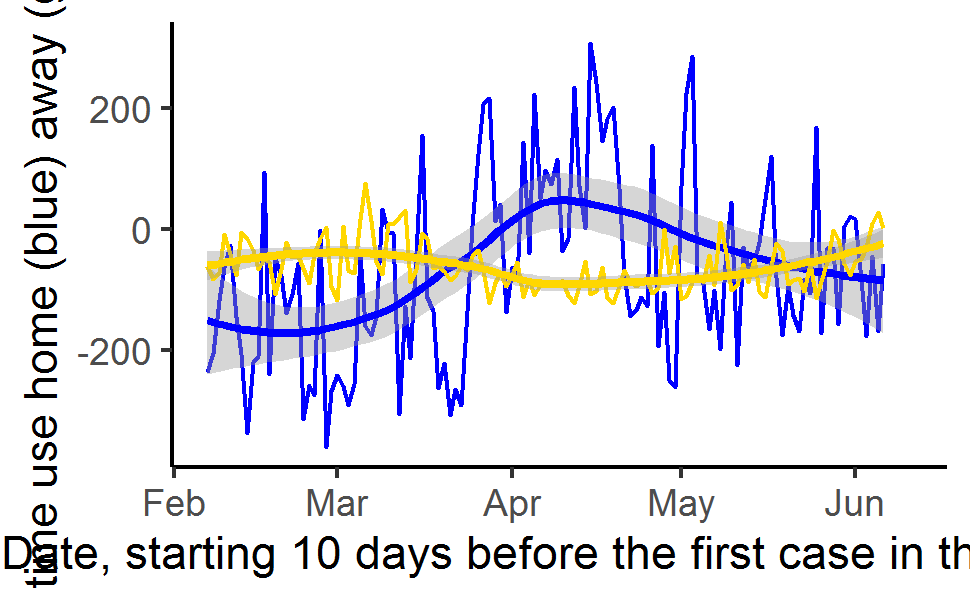 time use home (blue) away (
200
0
-200
Feb Mar Apr May Jun
Date, starting 10 days before the first case in th